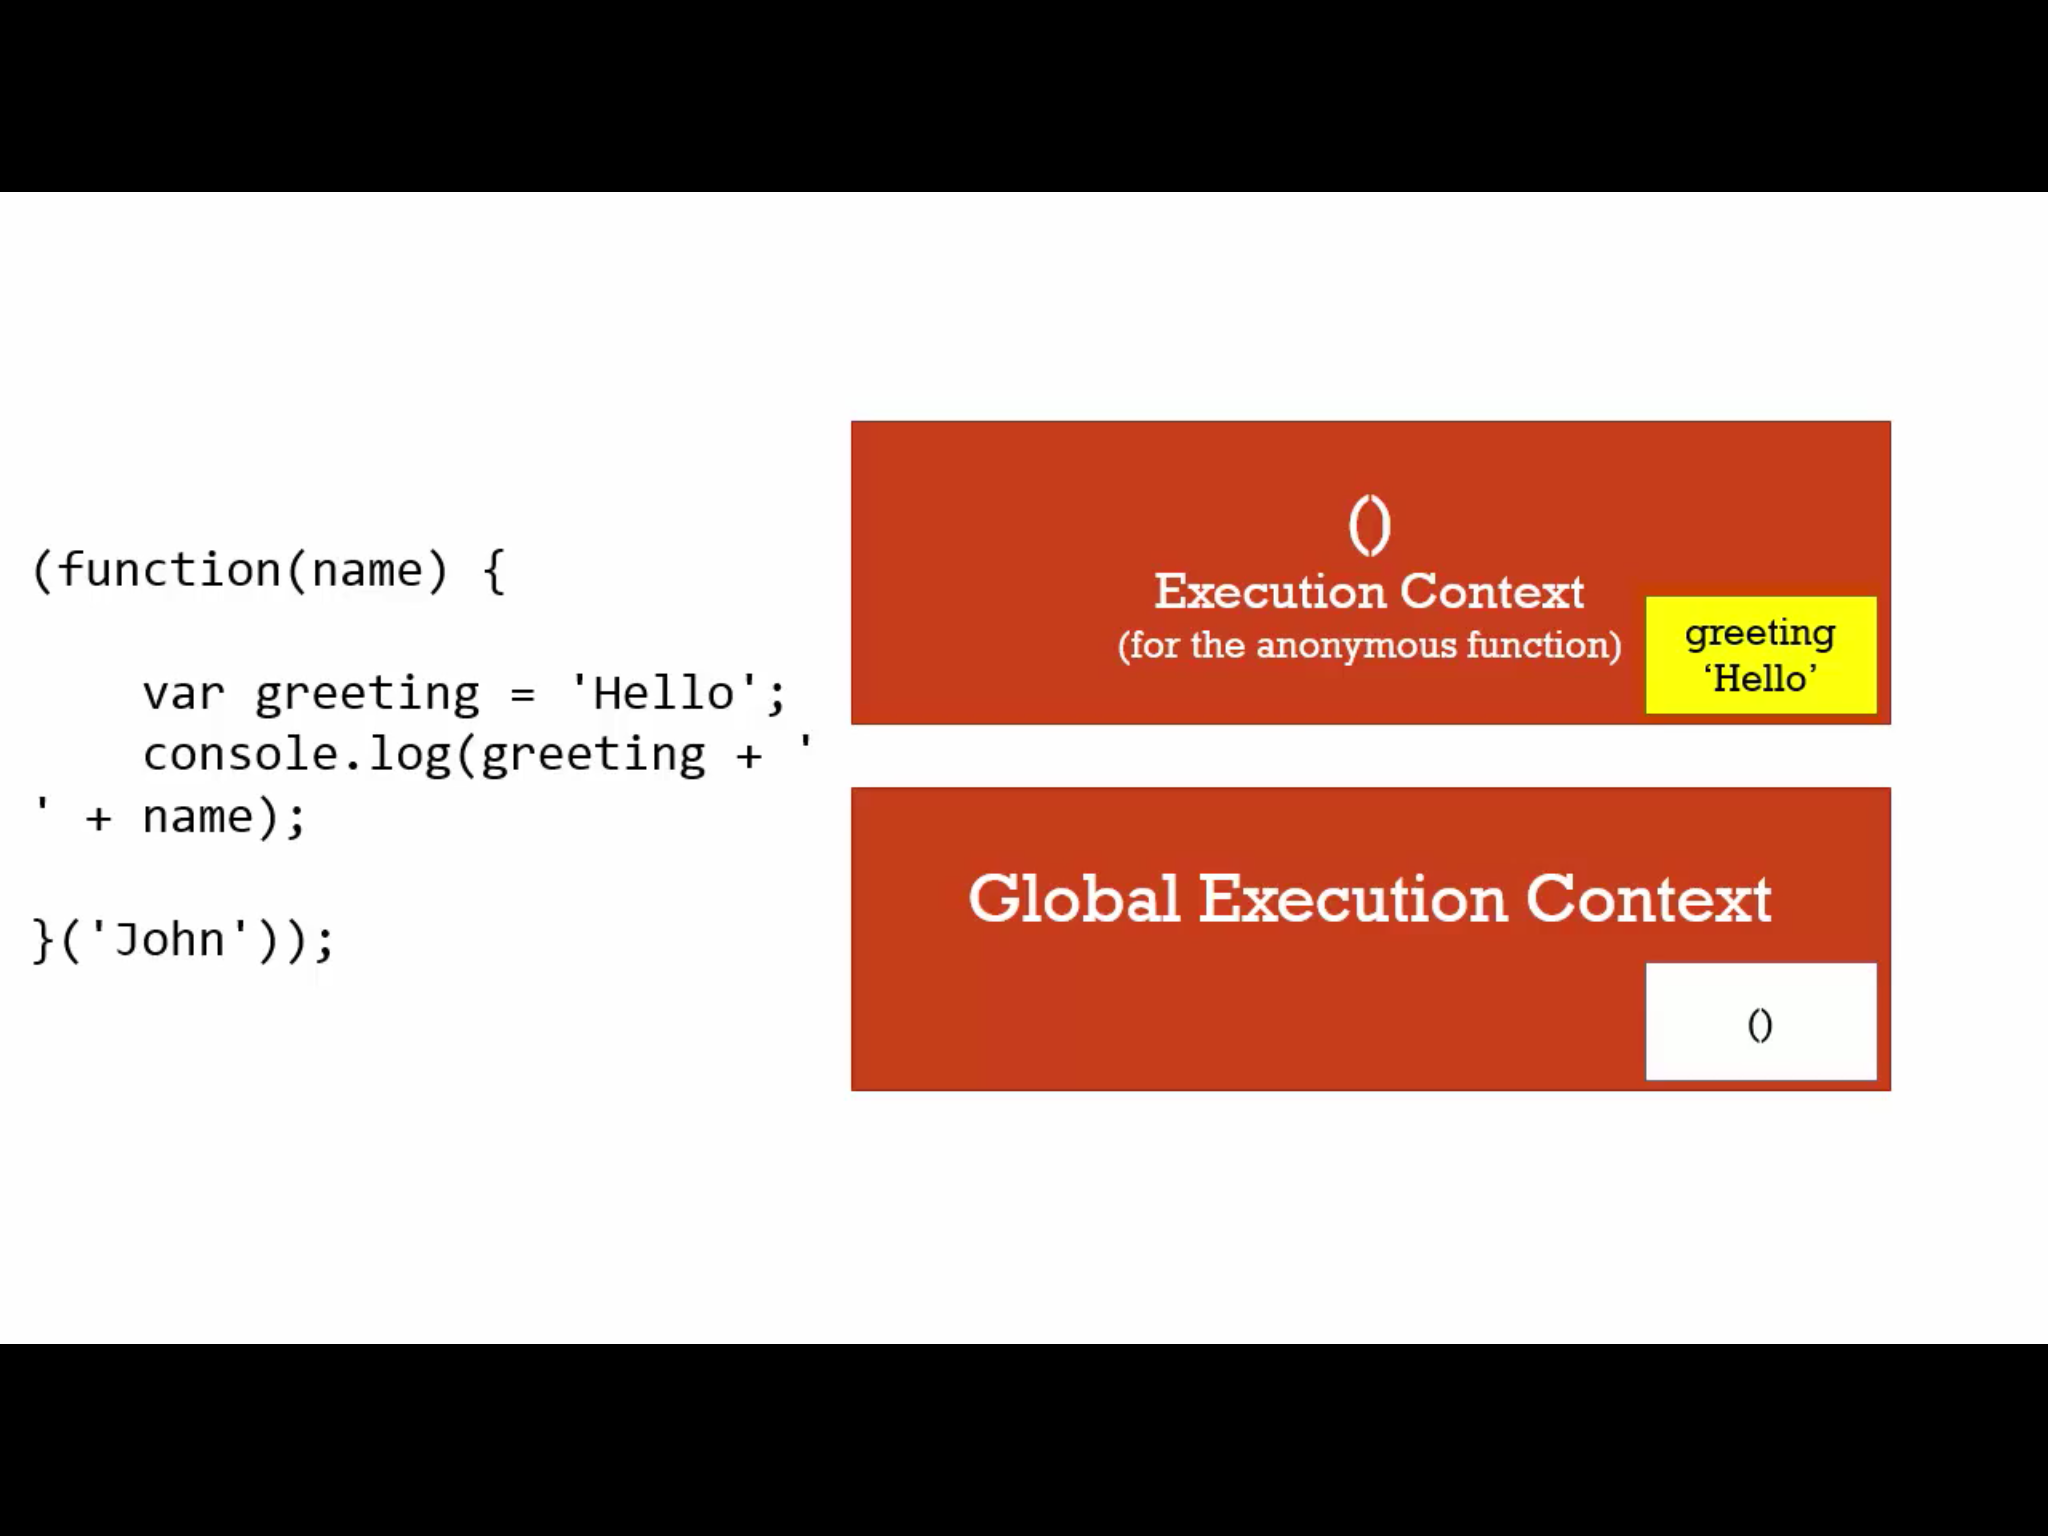 (function(name) {
var greeting = 'Hello';
console.log(greeting + '
' + name);
}('John'));
()
Execution Context
(for the anonymous function)
greeting
‘Hello’
Global Execution Context
()